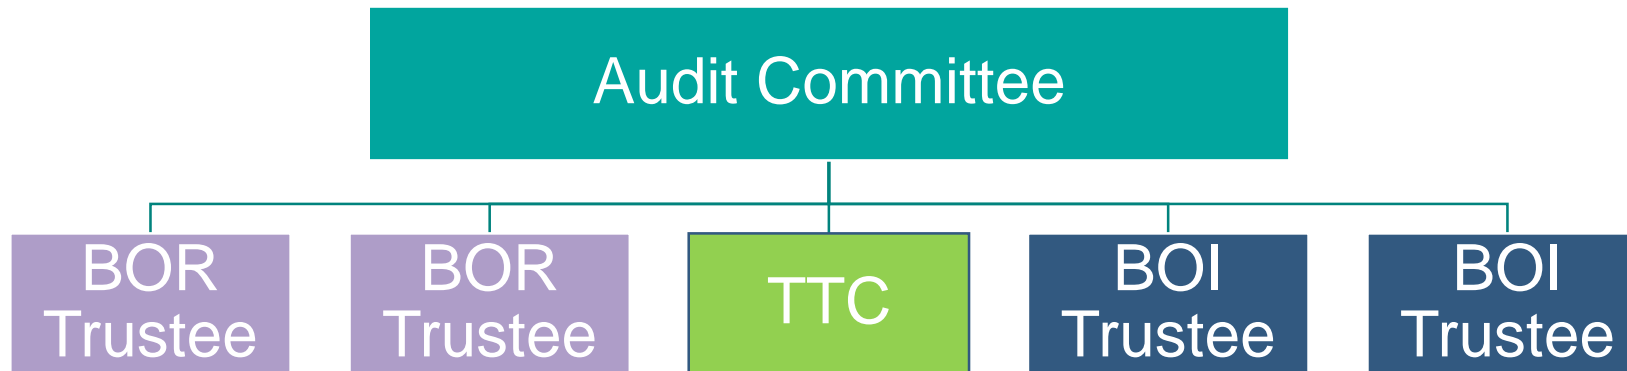 Audit Committee
BOR
Trustee
BOR
Trustee
TTC
BOI
Trustee
BOI
Trustee